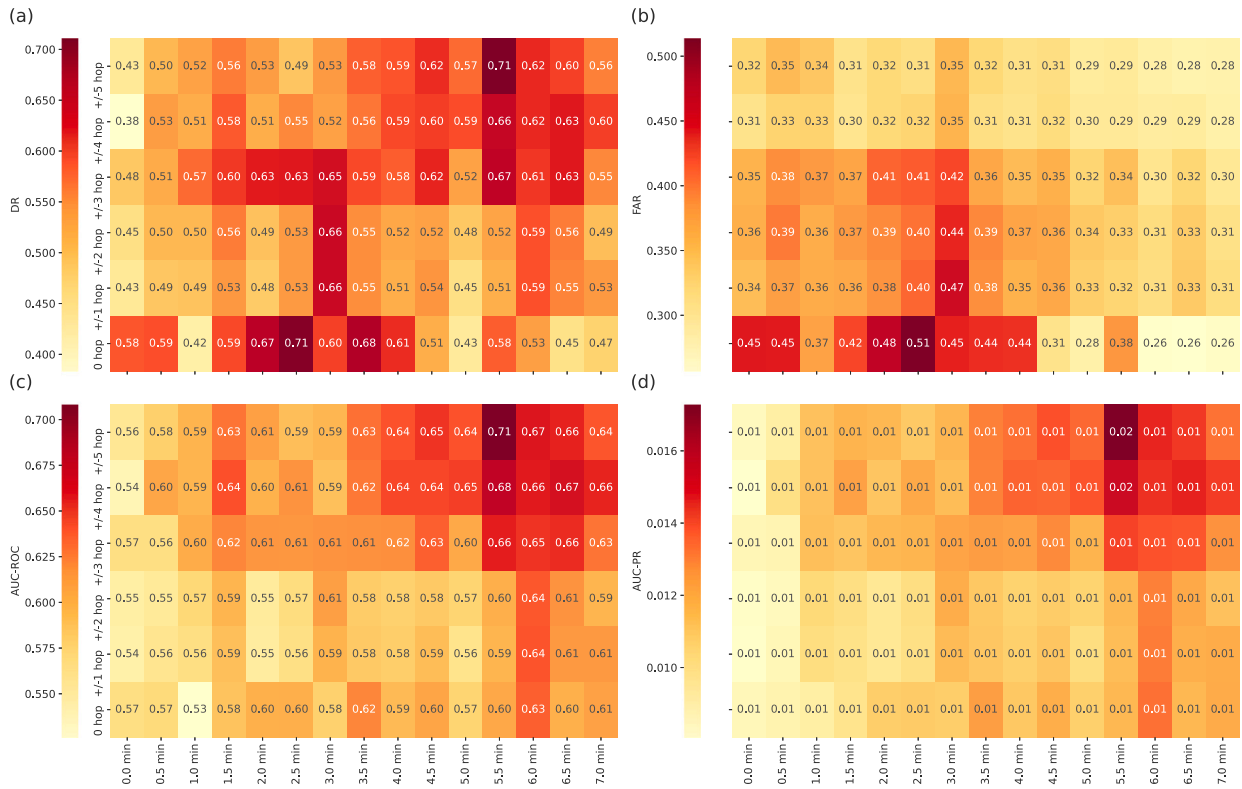 (a)
(b)
0.700
0.650
0.600
0.550
0.500
0.450
0.400
DR
+/-5 hop
+/-4 hop
+/-3 hop
+/-2 hop
+/-1 hop
0 hop
0.43 0.50 0.52 0.56 0.53 0.49 0.53 0.58 0.59 0.62 0.57 0.71 0.62 0.60 0.56
0.38 0.53 0.51 0.58 0.51 0.55 0.52 0.56 0.59 0.60 0.59 0.66 0.62 0.63 0.60
0.48 0.51 0.57 0.60 0.63 0.63 0.65 0.59 0.58 0.62 0.52 0.67 0.61 0.63 0.55
0.45 0.50 0.50 0.56 0.49 0.53 0.66 0.55 0.52 0.52 0.48 0.52 0.59 0.56 0.49
0.43 0.49 0.49 0.53 0.48 0.53 0.66 0.55 0.51 0.54 0.45 0.51 0.59 0.55 0.53
0.58 0.59 0.42 0.59 0.67 0.71 0.60 0.68 0.61 0.51 0.43 0.58 0.53 0.45 0.47
0.500
0.450
0.400
0.350
0.300
FAR
0.32 0.35 0.34 0.31 0.32 0.31 0.35 0.32 0.31 0.31 0.29 0.29 0.28 0.28 0.28
0.31 0.33 0.33 0.30 0.32 0.32 0.35 0.31 0.31 0.32 0.30 0.29 0.29 0.29 0.28
0.35 0.38 0.37 0.37 0.41 0.41 0.42 0.36 0.35 0.35 0.32 0.34 0.30 0.32 0.30
0.36 0.39 0.36 0.37 0.39 0.40 0.44 0.39 0.37 0.36 0.34 0.33 0.31 0.33 0.31
0.34 0.37 0.36 0.36 0.38 0.40 0.47 0.38 0.35 0.36 0.33 0.32 0.31 0.33 0.31
0.45 0.45 0.37 0.42 0.48 0.51 0.45 0.44 0.44 0.31 0.28 0.38 0.26 0.26 0.26
(c)
(d)
0.700
0.675
0.650
0.625
0.600
0.575
0.550
AUC-ROC
+/-5 hop
+/-4 hop
+/-3 hop
+/-2 hop
+/-1 hop
0 hop
0.56 0.58 0.59 0.63 0.61 0.59 0.59 0.63 0.64 0.65 0.64 0.71 0.67 0.66 0.64
0.54 0.60 0.59 0.64 0.60 0.61 0.59 0.62 0.64 0.64 0.65 0.68 0.66 0.67 0.66
0.57 0.56 0.60 0.62 0.61 0.61 0.61 0.61 0.62 0.63 0.60 0.66 0.65 0.66 0.63
0.55 0.55 0.57 0.59 0.55 0.57 0.61 0.58 0.58 0.58 0.57 0.60 0.64 0.61 0.59
0.54 0.56 0.56 0.59 0.55 0.56 0.59 0.58 0.58 0.59 0.56 0.59 0.64 0.61 0.61
0.57 0.57 0.53 0.58 0.60 0.60 0.58 0.62 0.59 0.60 0.57 0.60 0.63 0.60 0.61
0.0 min 0.5 min 1.0 min 1.5 min 2.0 min 2.5 min 3.0 min 3.5 min 4.0 min 4.5 min 5.0 min 5.5 min 6.0 min 6.5 min 7.0 min
0.016
0.014
0.012
0.010
AUC-PR
0.01 0.01 0.01 0.01 0.01 0.01 0.01 0.01 0.01 0.01 0.01 0.02 0.01 0.01 0.01
0.01 0.01 0.01 0.01 0.01 0.01 0.01 0.01 0.01 0.01 0.01 0.02 0.01 0.01 0.01
0.01 0.01 0.01 0.01 0.01 0.01 0.01 0.01 0.01 0.01 0.01 0.01 0.01 0.01 0.01
0.01 0.01 0.01 0.01 0.01 0.01 0.01 0.01 0.01 0.01 0.01 0.01 0.01 0.01 0.01
0.01 0.01 0.01 0.01 0.01 0.01 0.01 0.01 0.01 0.01 0.01 0.01 0.01 0.01 0.01
0.01 0.01 0.01 0.01 0.01 0.01 0.01 0.01 0.01 0.01 0.01 0.01 0.01 0.01 0.01
0.0 min 0.5 min 1.0 min 1.5 min 2.0 min 2.5 min 3.0 min 3.5 min 4.0 min 4.5 min 5.0 min 5.5 min 6.0 min 6.5 min 7.0 min